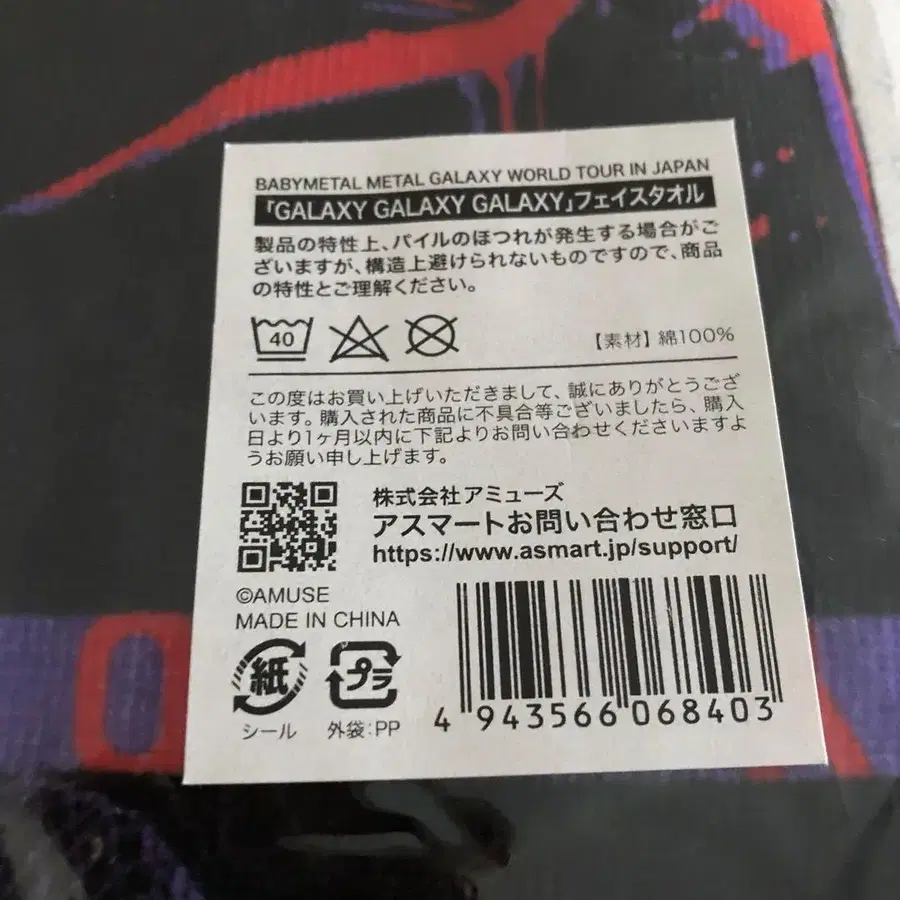 BABYMETAL METAL GALAXY WORLD TOUR IN JAPAN
「GALAXY GALAXY GALAXY」フェイスタオル
製品の特性上、パイルのほつれが発生する場合がご
ざいますが、構造上避けられないものですので、商品
の特性とご理解ください。
40
【素材】綿100%
この度はお買い上げいただきまして、誠にありがとうござ
います。購入された商品に不具合等ございましたら、購入
日より1ヶ月以内に下記よりお問い合わせくださいますよ
うお願い申し上げます。
株式会社アミューズ
アスマートお問い合わせ窓口
https://www.asmart.jp/support/
©AMUSE
MADE IN CHINA
紙
シール
プラ
外袋:PP
4 943566 068403